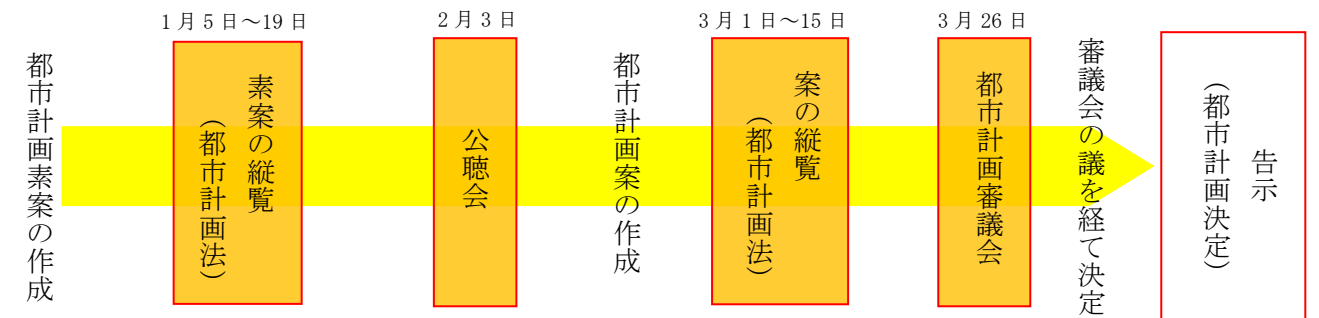 都市計画素案の作成
1月5日～19日
素案の縦覧
（都市計画法）
2月3日
公聴会
都市計画案の作成
3月1日～15日
案の縦覧
（都市計画法）
3月26日
都市計画審議会
審議会の議を経て決定
告示
（都市計画決定）